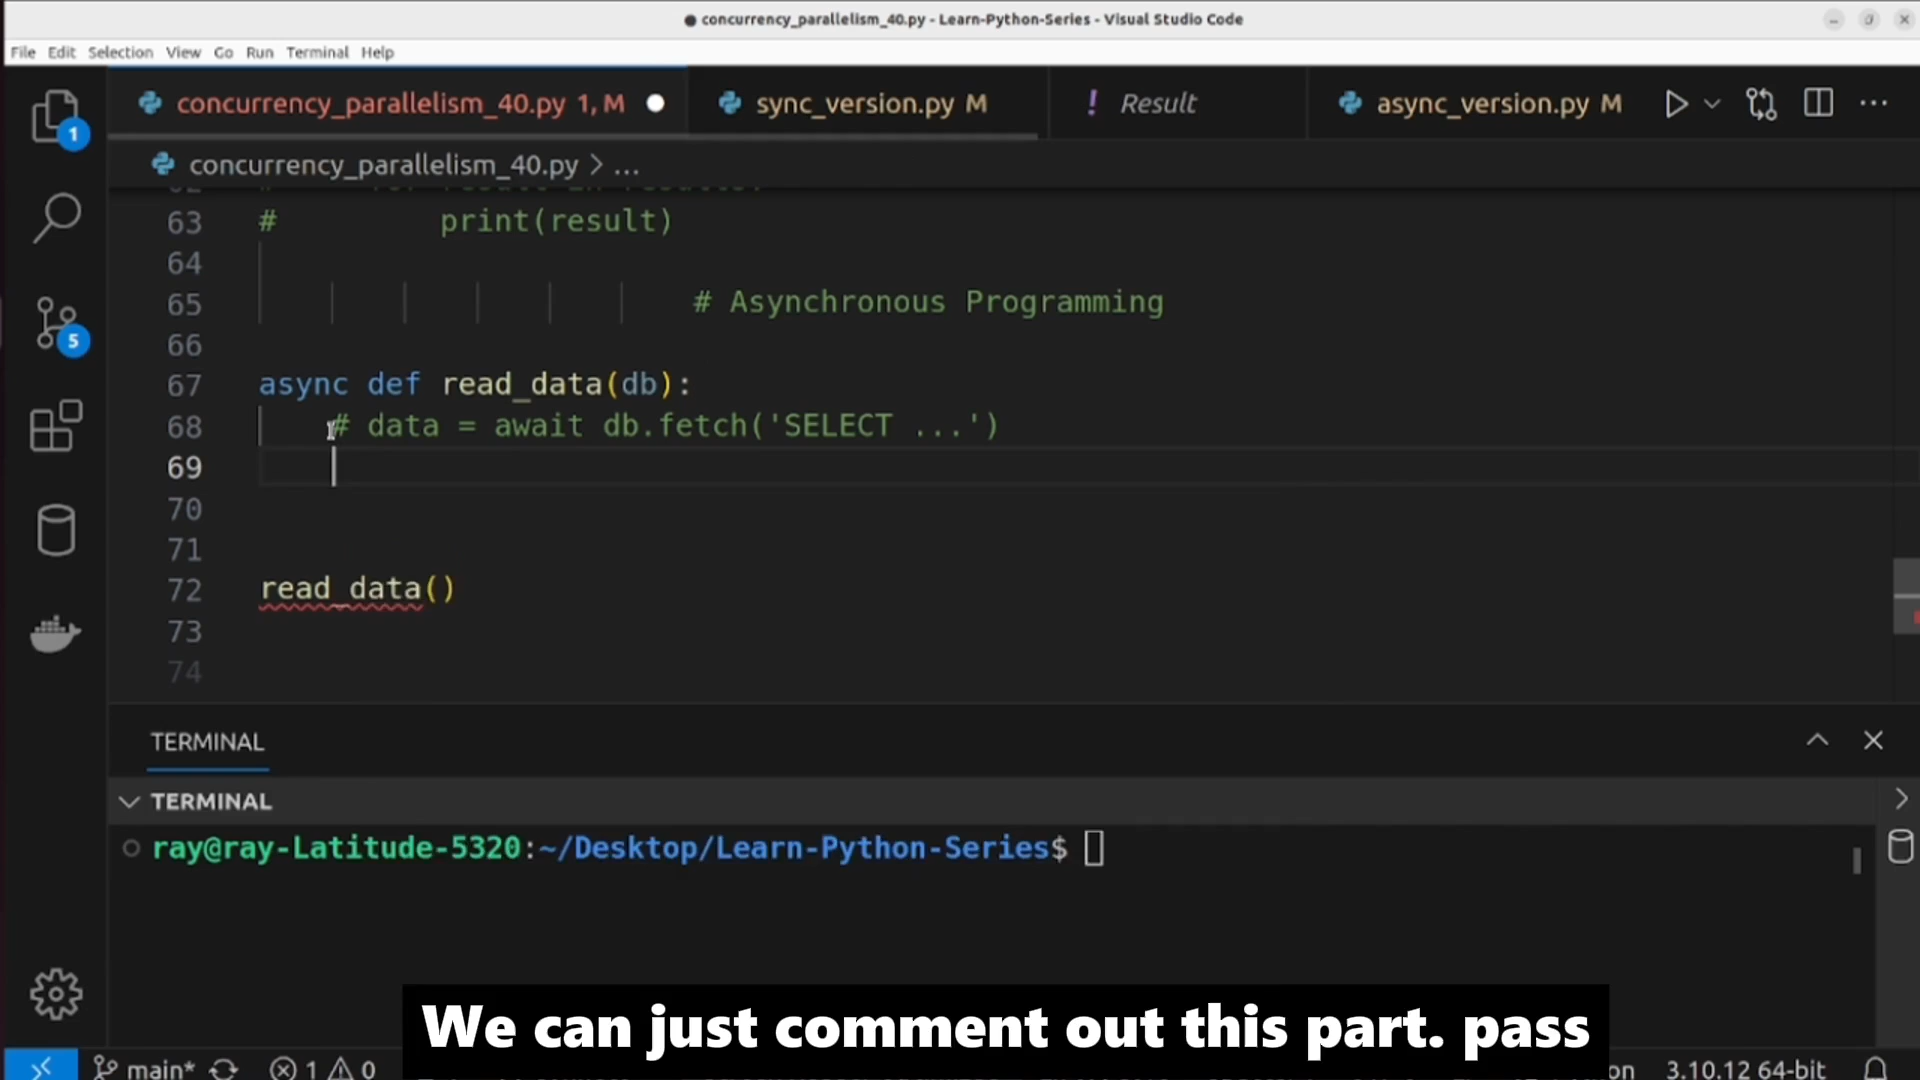 concurrency_parallelism_40.py - Learn-Python-Series - Visual Studio Code
File Edit Selection View Go Run Terminal Help
concurrency_parallelism_40.py 1, M
sync_version.py M
! Result
async_version.py M
1
concurrency_parallelism_40.py > ...
63 # print(result)
64
65 # Asynchronous Programming
66
67 async def read_data(db):
68 # data = await db.fetch('SELECT ...')
69
70
71
72 read_data()
73
74
5
TERMINAL
TERMINAL
ray@ray-Latitude-5320:~/Desktop/Learn-Python-Series$
We can just comment out this part. pass
main* 1 0
3.10.12 64-bit